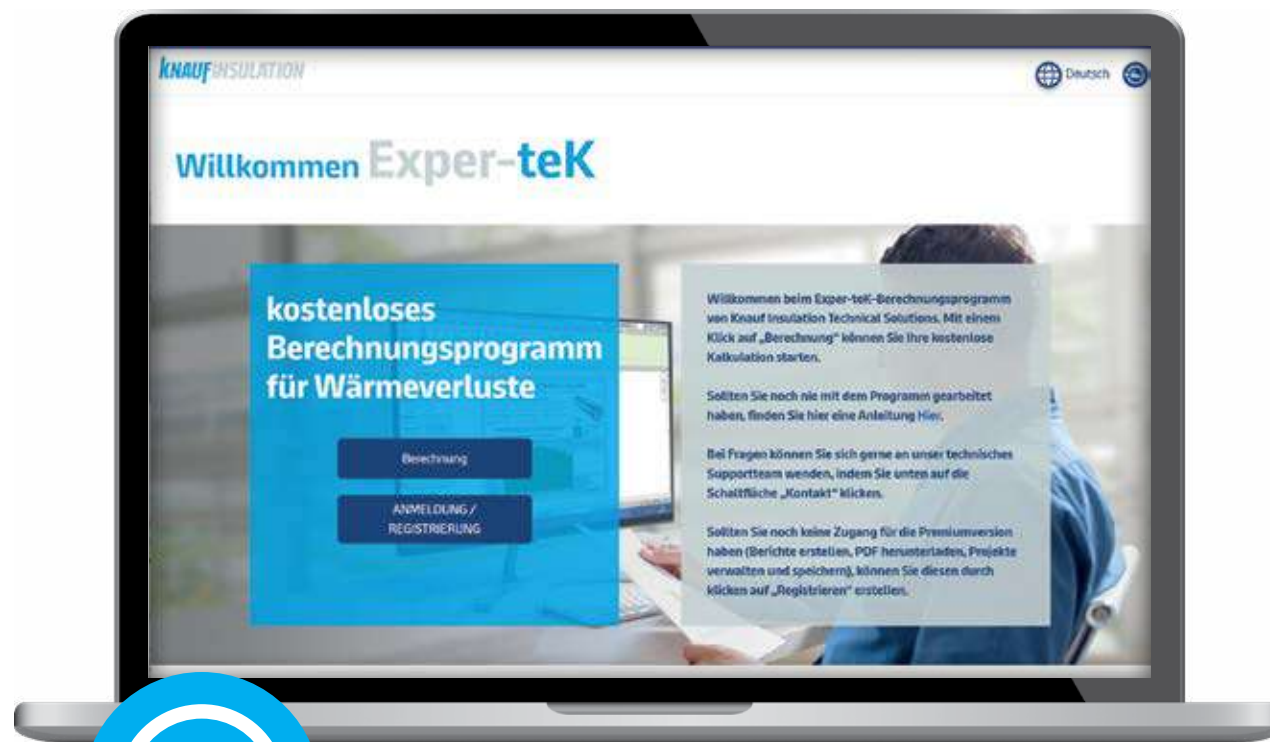 KNAUFINSULATION
Deutsch
Willkommen Exper-teK
kostenloses
Berechnungsprogramm
für Wärmeverluste
Berechnung
ANMELDUNG /
REGISTRIERUNG
Willkommen beim Exper-teK-Berechnungsprogramm
von Knauf Insulation Technical Solutions. Mit einem
Klick auf „Berechnung“ können Sie Ihre kostenlose
Kalkulation starten.
Sollten Sie noch nie mit dem Programm gearbeitet
haben, finden Sie hier eine Anleitung Hier.
Bei Fragen können Sie sich gerne an unser technisches
Supportteam wenden, indem Sie unten auf die
Schaltfläche „Kontakt“ klicken.
Sollten Sie noch keine Zugang für die Premiumversion
haben (Berichte erstellen, PDF herunterladen, Projekte
verwalten und speichern), können Sie diesen durch
klicken auf „Registrieren“ erstellen.